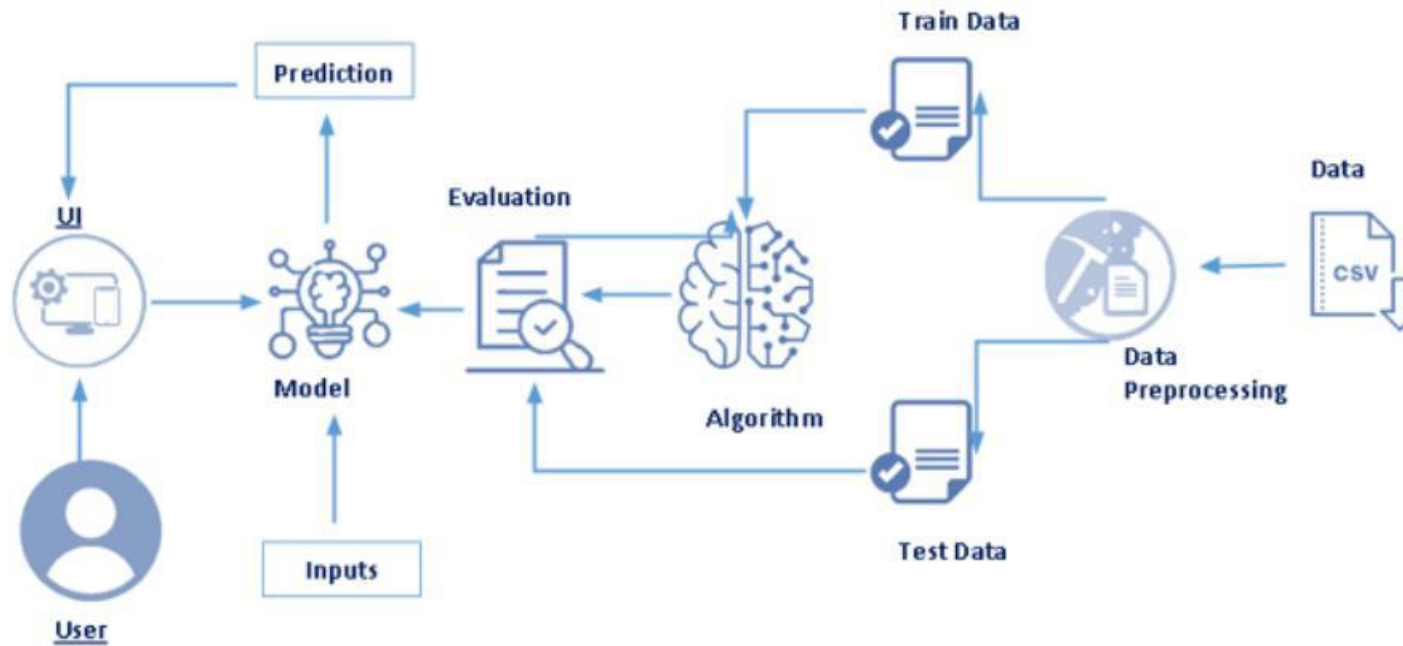 Train Data
Prediction
Data
Evaluation
UI
CSV
Data
Preprocessing
Model
Algorithm
Test Data
Inputs
User